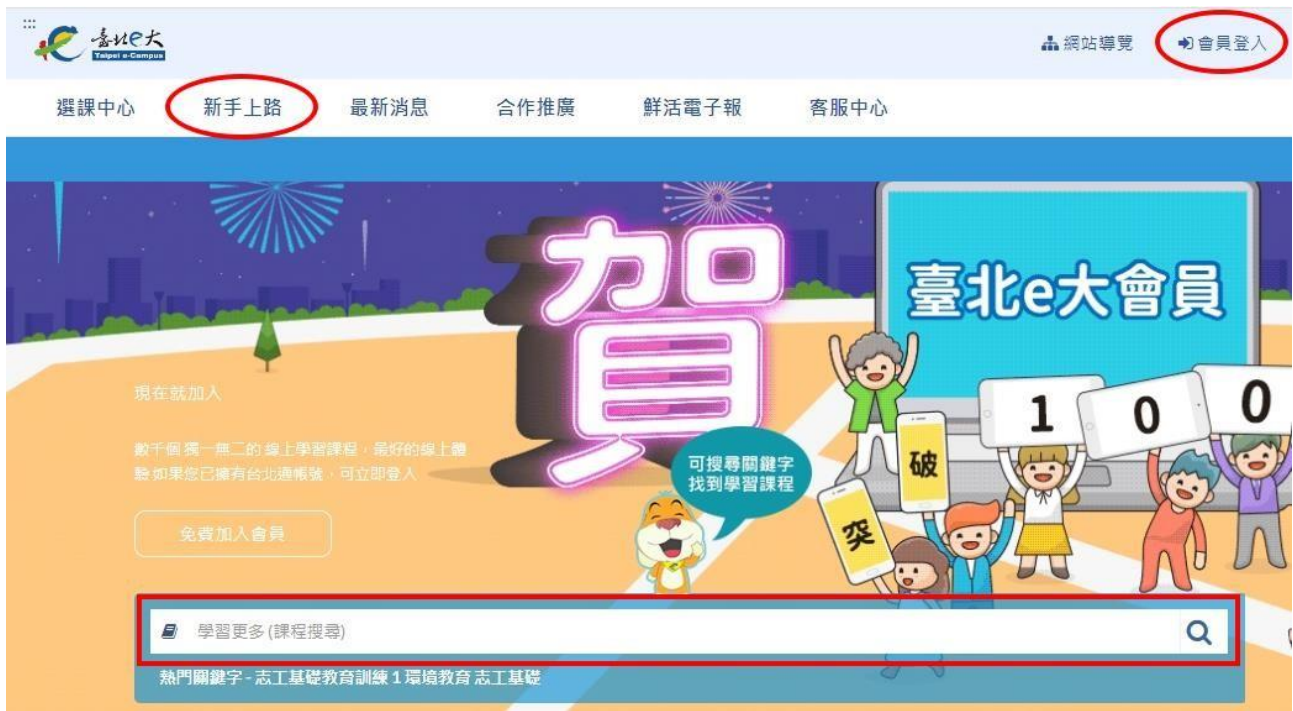 臺北e大
Taipei e-Campus
網站導覽
會員登入
選課中心
新手上路
最新消息
合作推廣
鮮活電子報
客服中心
賀
臺北e大會員
突
破
1
0
0
現在就加入
數千個 獨一無二的 線上學習課程，最好的線上體
驗 如果您已擁有台北通帳號，可立即登入
免費加入會員
可搜尋關鍵字
找到學習課程
學習更多 (課程搜尋)
熱門關鍵字 - 志工基礎教育訓練 1 環境教育 志工基礎